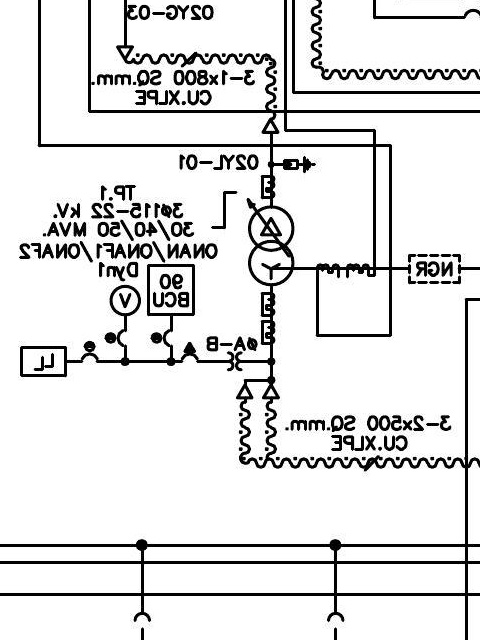 02YG-03
3-1x800 SQ.mm.
CU.XLPE
02YL-01
TP.1
3ø115-22 kV.
30/40/50 MVA.
ONAN/ONAF1/ONAF2
Dyn1
90
BCU
V
NGR
øA-B
LL
3-2x500 SQ.mm.
CU.XLPE